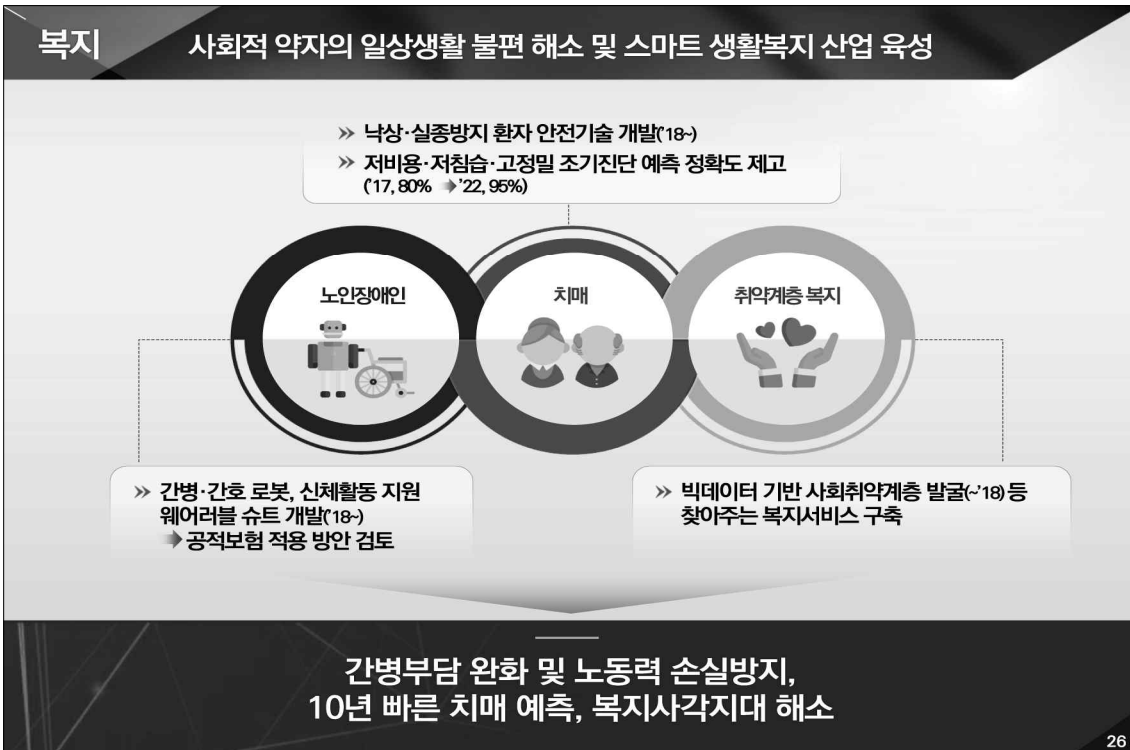 복지
사회적 약자의 일상생활 불편 해소 및 스마트 생활복지 산업 육성
» 낙상·실종방지 환자 안전기술 개발('18~)
» 저비용·저침습·고정밀 조기진단 예측 정확도 제고
('17, 80% ➔ '22, 95%)
노인장애인
치매
취약계층 복지
» 간병·간호 로봇, 신체활동 지원
웨어러블 슈트 개발('18~)
➔ 공적보험 적용 방안 검토
» 빅데이터 기반 사회취약계층 발굴(~'18) 등
찾아주는 복지서비스 구축
간병부담 완화 및 노동력 손실방지,
10년 빠른 치매 예측, 복지사각지대 해소
26